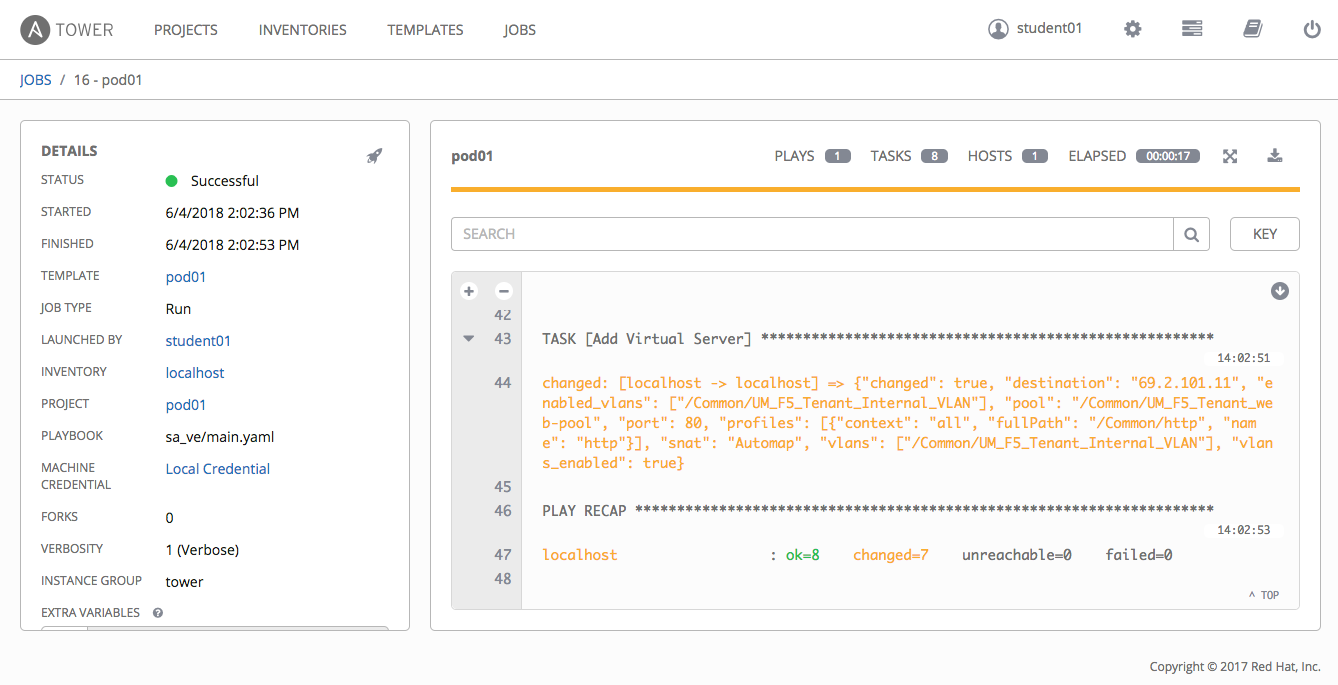 A TOWER PROJECTS INVENTORIES TEMPLATES JOBS student01
JOBS / 16 - pod01
DETAILS
STATUS Successful
STARTED 6/4/2018 2:02:36 PM
FINISHED 6/4/2018 2:02:53 PM
TEMPLATE pod01
JOB TYPE Run
LAUNCHED BY student01
INVENTORY localhost
PROJECT pod01
PLAYBOOK sa_ve/main.yaml
MACHINE CREDENTIAL Local Credential
FORKS 0
VERBOSITY 1 (Verbose)
INSTANCE GROUP tower
EXTRA VARIABLES ?
pod01 PLAYS 1 TASKS 8 HOSTS 1 ELAPSED 00:00:17
SEARCH KEY
42
43 TASK [Add Virtual Server] ******************************************************
14:02:51
44 changed: [localhost -> localhost] => {"changed": true, "destination": "69.2.101.11", "e
nabled_vlans": ["/Common/UM_F5_Tenant_Internal_VLAN"], "pool": "/Common/UM_F5_Tenant_we
b-pool", "port": 80, "profiles": [{"context": "all", "fullPath": "/Common/http", "nam
e": "http"}], "snat": "Automap", "vlans": ["/Common/UM_F5_Tenant_Internal_VLAN"], "vlan
s_enabled": true}
45
46 PLAY RECAP *********************************************************************
14:02:53
47 localhost : ok=8 changed=7 unreachable=0 failed=0
48
^ TOP
Copyright © 2017 Red Hat, Inc.